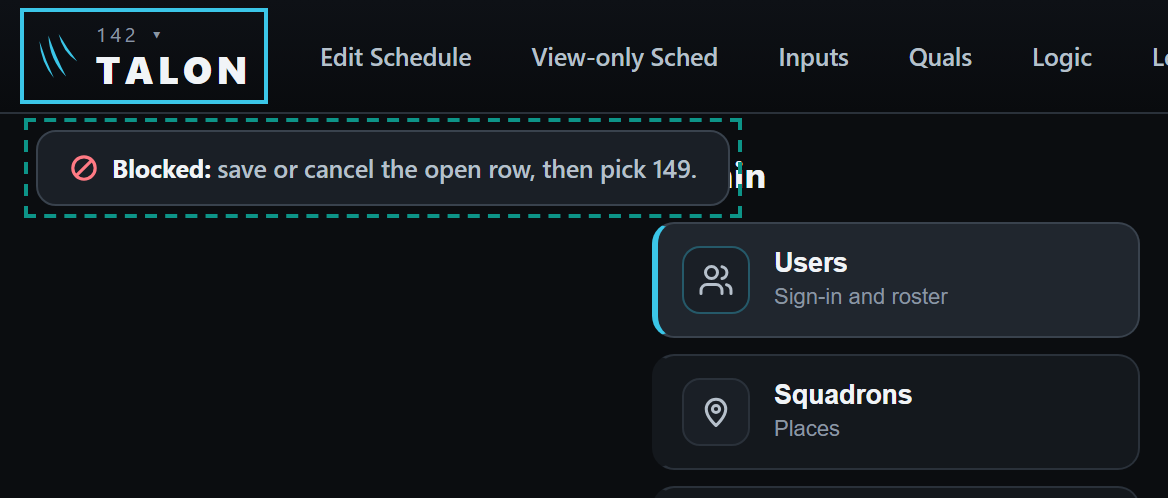 142 ▾
TALON
Edit Schedule
View-only Sched
Inputs
Quals
Logic
Blocked: save or cancel the open row, then pick 149.
Users
Sign-in and roster
Squadrons
Places